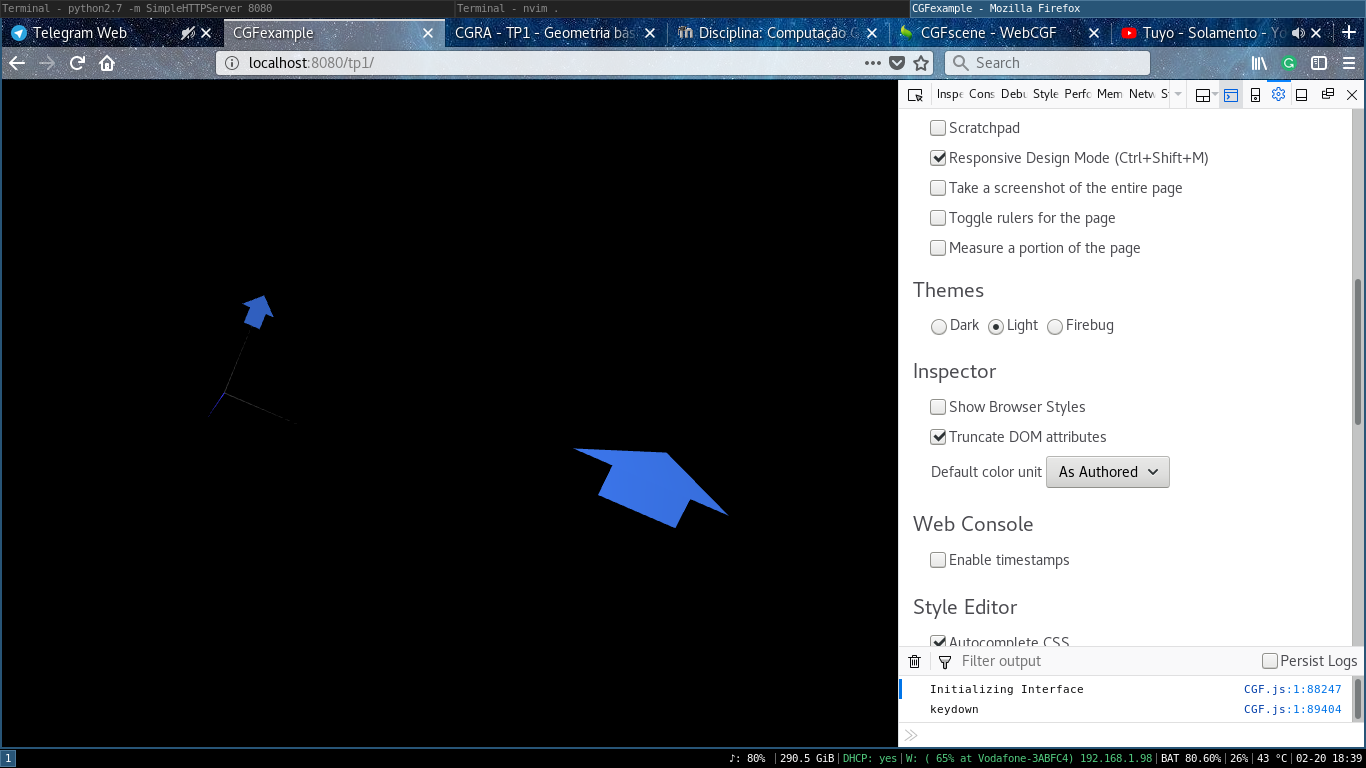 Terminal - python2.7 -m SimpleHTTPServer 8080
Terminal - nvim .
CGFexample - Mozilla Firefox
Telegram Web
CGFexample
CGRA - TP1 - Geometria bás
Disciplina: Computação G
CGFscene - WebCGF
Tuyo - Solamento - Yo
localhost:8080/tp1/
Search
Inspe Cons Debu Style Perfo Mem Netw S
Scratchpad
Responsive Design Mode (Ctrl+Shift+M)
Take a screenshot of the entire page
Toggle rulers for the page
Measure a portion of the page
Themes
Dark Light Firebug
Inspector
Show Browser Styles
Truncate DOM attributes
Default color unit As Authored
Web Console
Enable timestamps
Style Editor
Autocomplete CSS
Filter output Persist Logs
Initializing Interface CGF.js:1:88247
keydown CGF.js:1:89404
1 ♪: 80% |290.5 GiB|DHCP: yes|W: ( 65% at Vodafone-3ABFC4) 192.168.1.98|BAT 80.60%|26%|43 °C|02-20 18:39